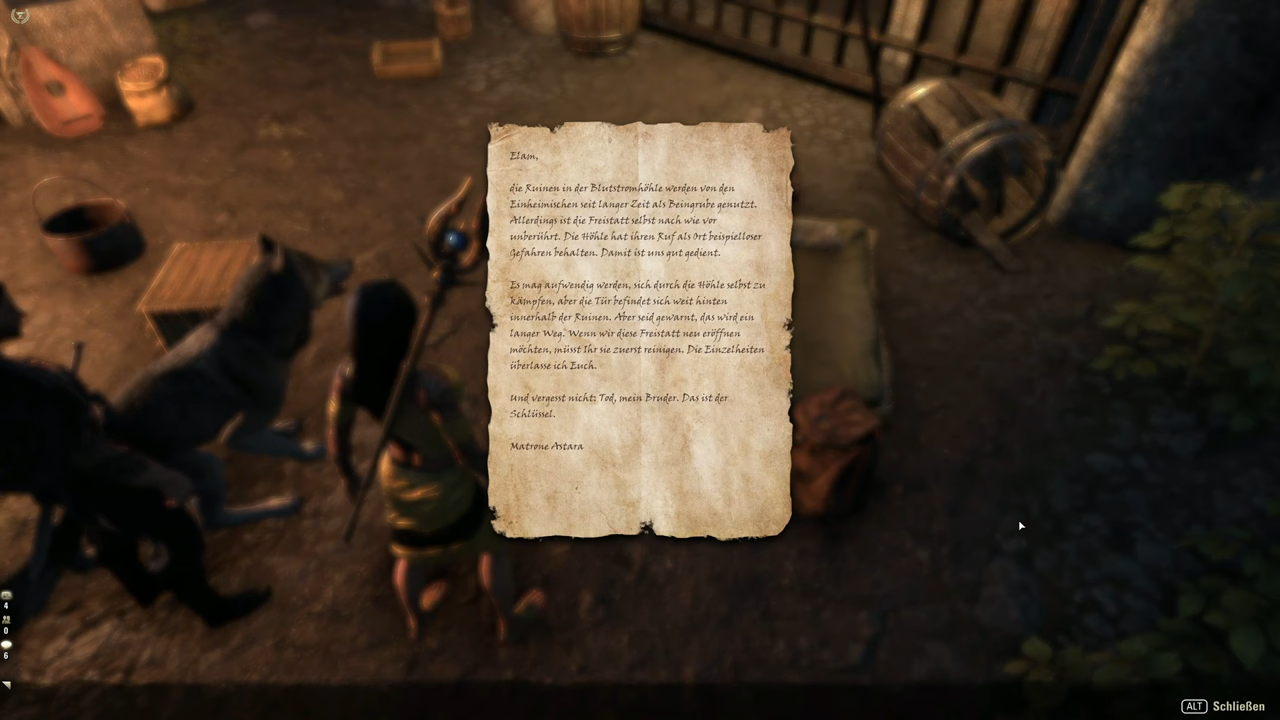 Elam,
die Ruinen in der Blutstromhöhle werden von den
Einheimischen seit langer Zeit als Beingrube genutzt.
Allerdings ist die Freistatt selbst nach wie vor
unberührt. Die Höhle hat ihren Ruf als Ort beispielloser
Gefahren behalten. Damit ist uns gut gedient.
Es mag aufwendig werden, sich durch die Höhle selbst zu
kämpfen, aber die Tür befindet sich weit hinten
innerhalb der Ruinen. Aber seid gewarnt, das wird ein
langer Weg. Wenn wir diese Freistatt neu eröffnen
möchten, müsst Ihr sie zuerst reinigen. Die Einzelheiten
überlasse ich Euch.
Und vergesst nicht: Tod, mein Bruder. Das ist der
Schlüssel.
Matrone Astara
4
0
6
ALT Schließen